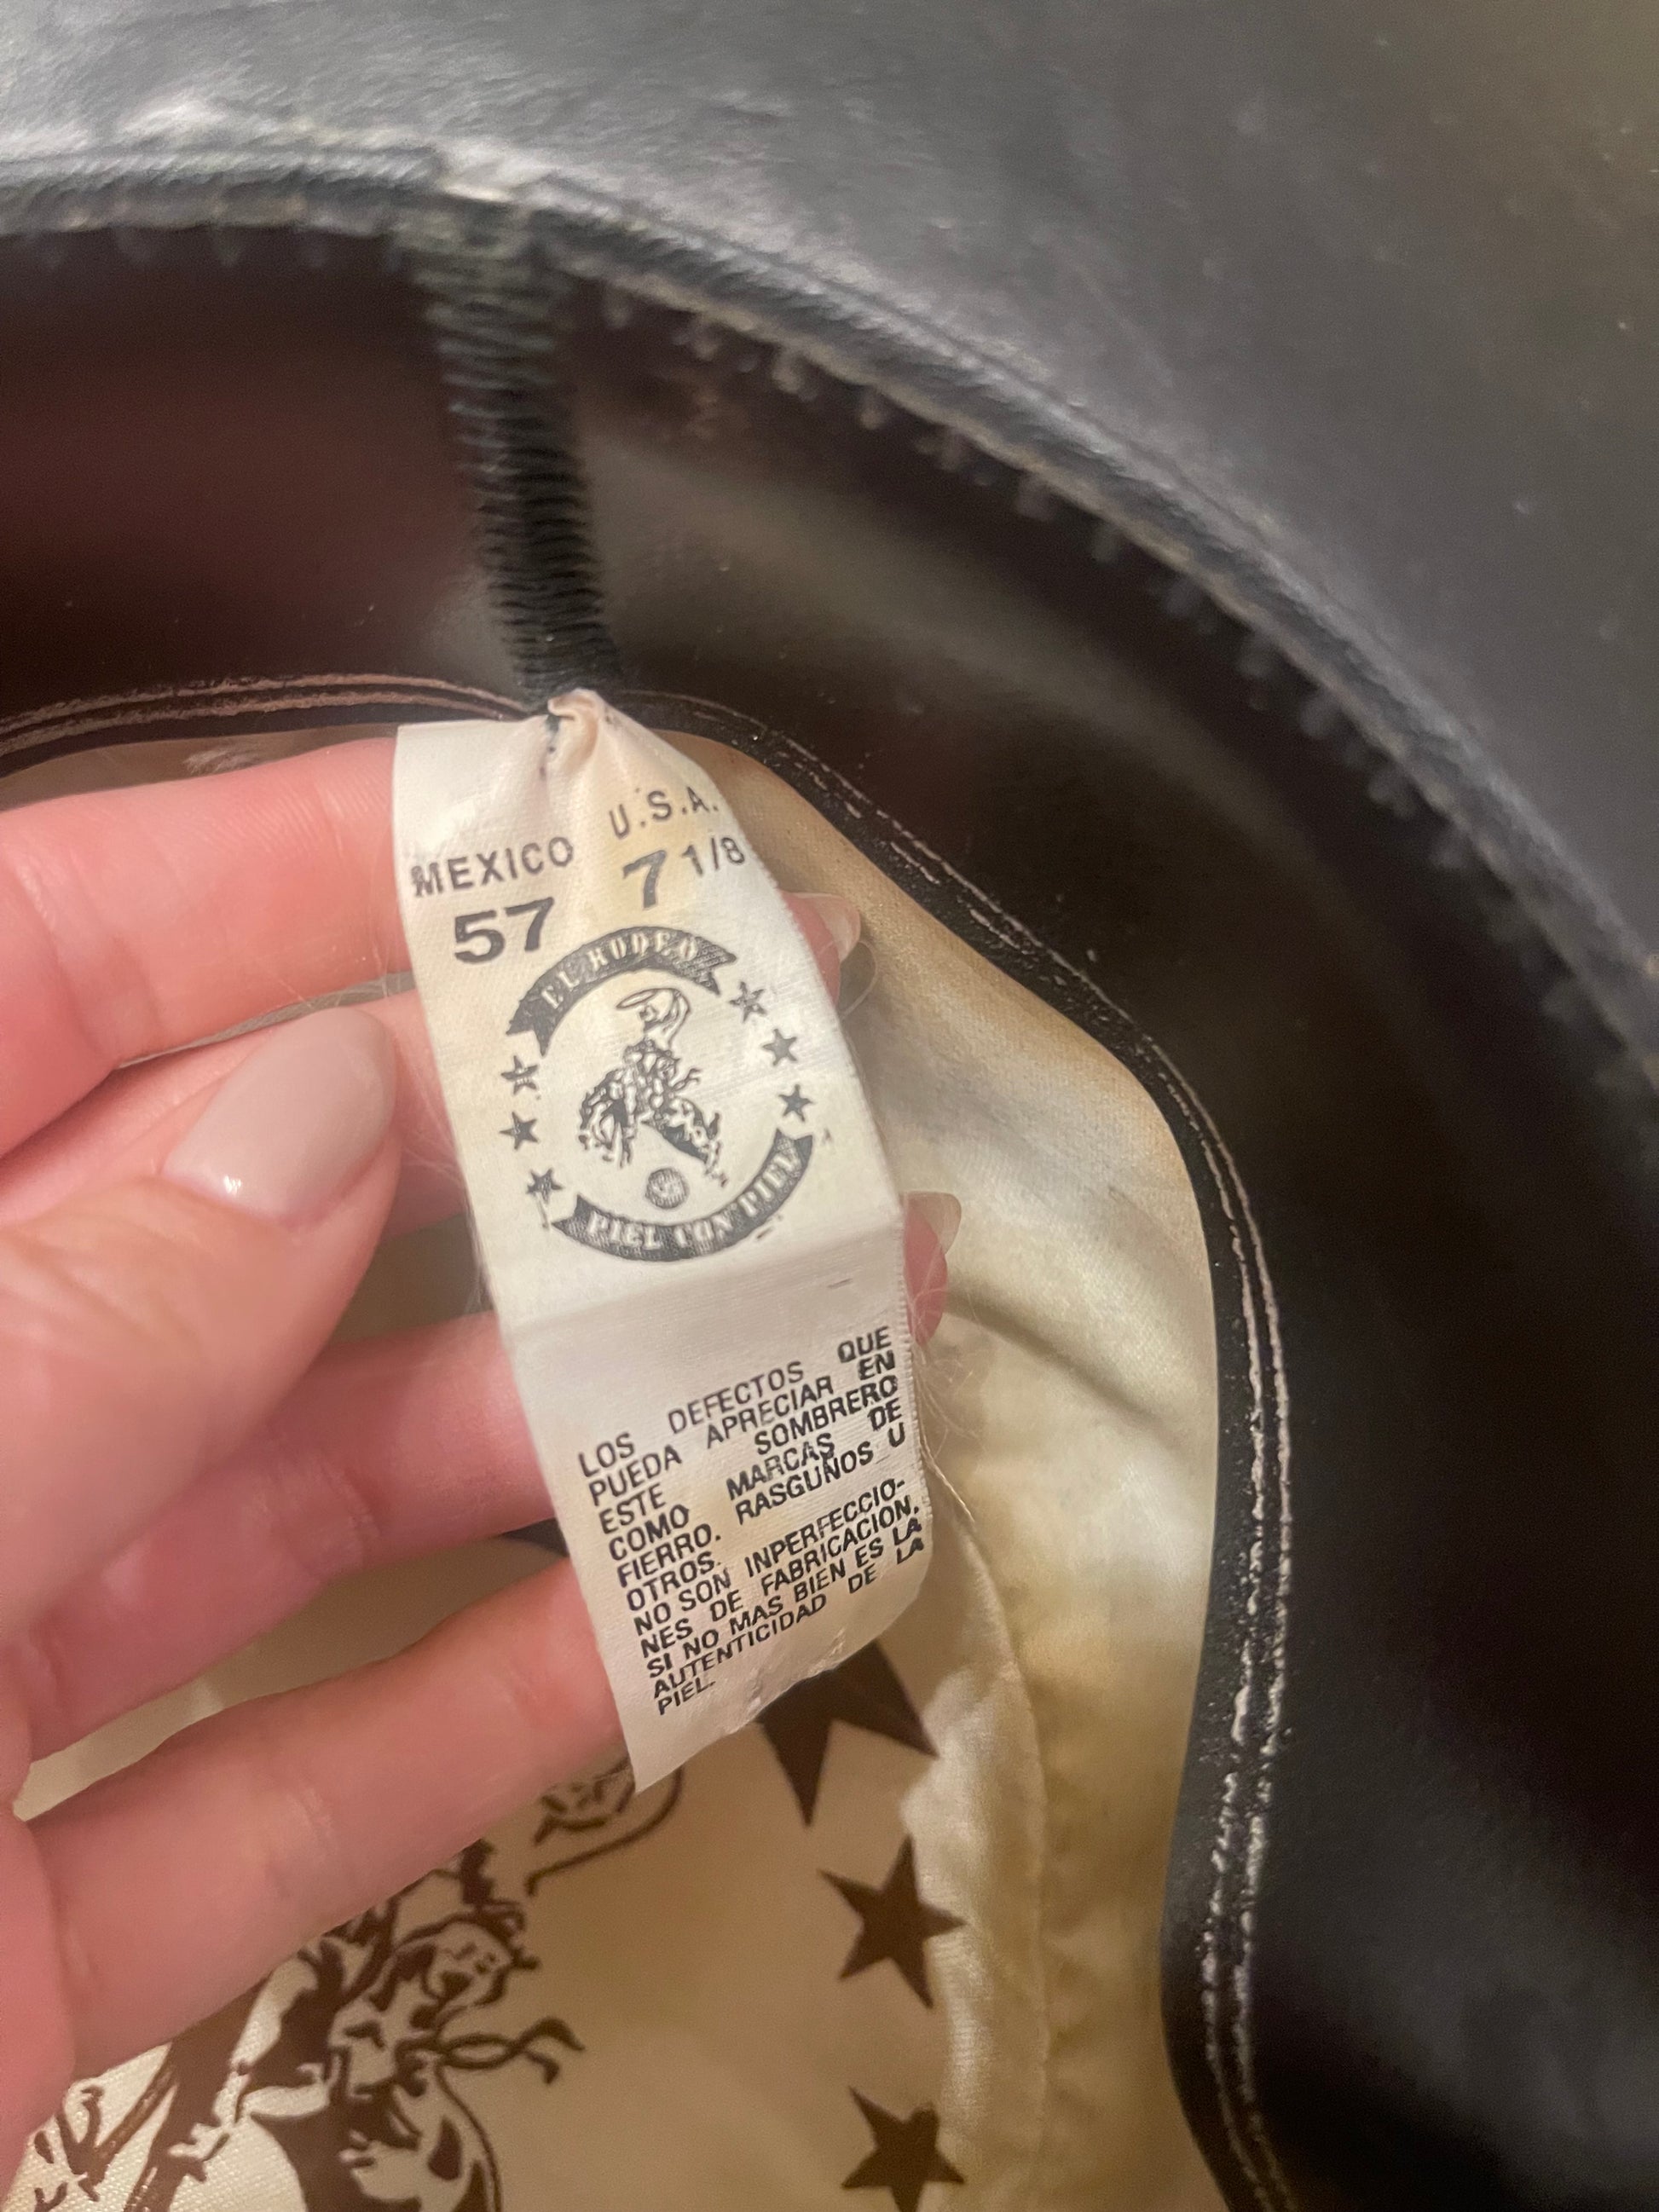 MEXICO U.S.A.
57 7 1/8
EL RODEO
PIEL CON PIEL
LOS DEFECTOS QUE
PUEDA APRECIAR EN
ESTE SOMBRERO
COMO MARCAS DE
FIERRO. RASGUÑOS U
OTROS.
NO SON INPERFECCIO-
NES DE FABRICACION.
SI NO MAS BIEN ES LA
AUTENTICIDAD DE LA
PIEL.